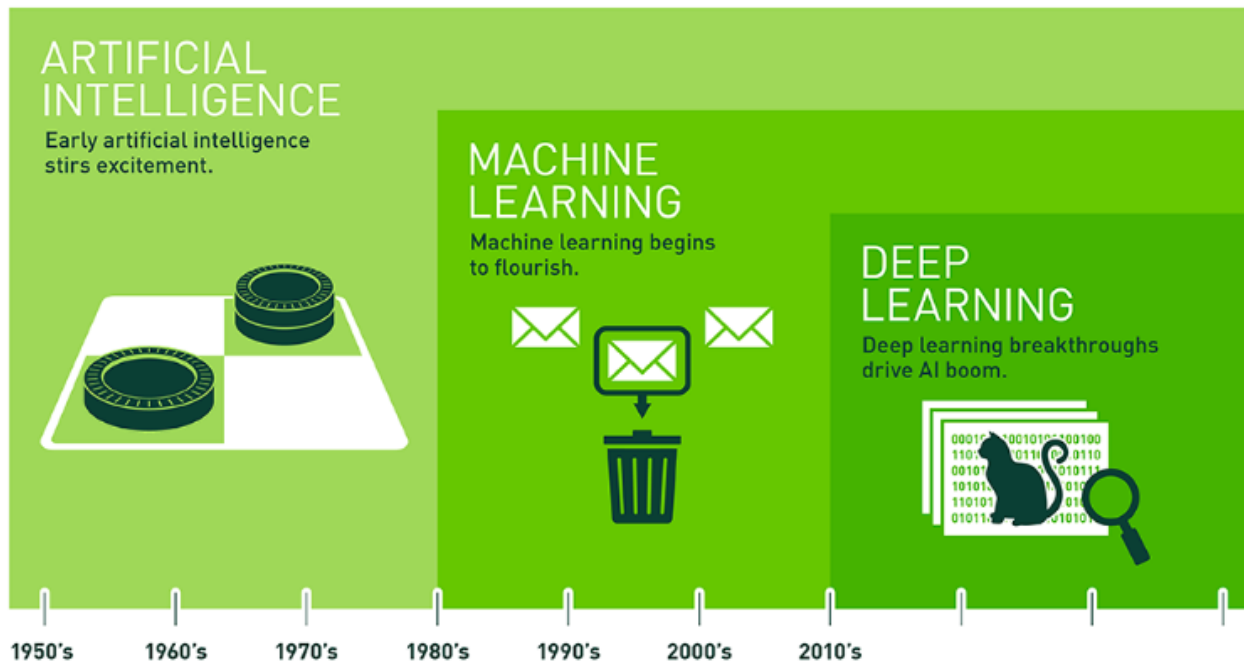 ARTIFICIAL
INTELLIGENCE
Early artificial intelligence
stirs excitement.
MACHINE
LEARNING
Machine learning begins
to flourish.
DEEP
LEARNING
Deep learning breakthroughs
drive AI boom.
1950's 1960's 1970's 1980's 1990's 2000's 2010's